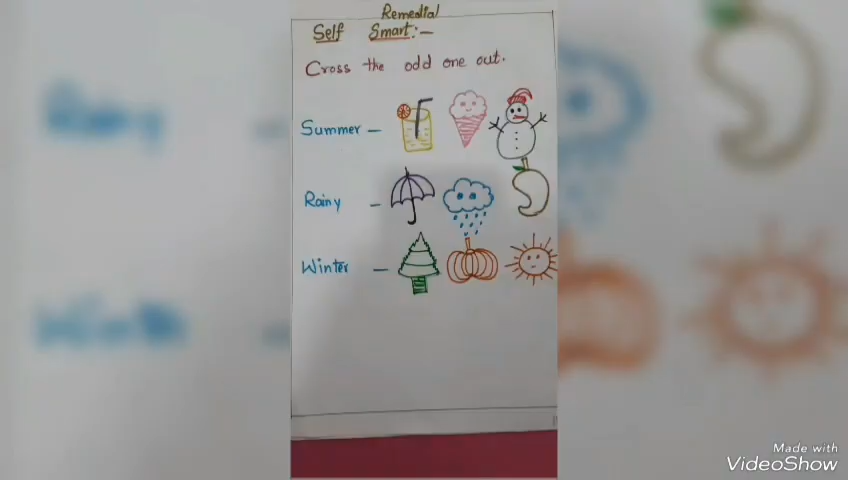 Remedial
Self Smart:-
Cross the odd one out.
Summer -
Rainy -
Winter -
Made with
VideoShow